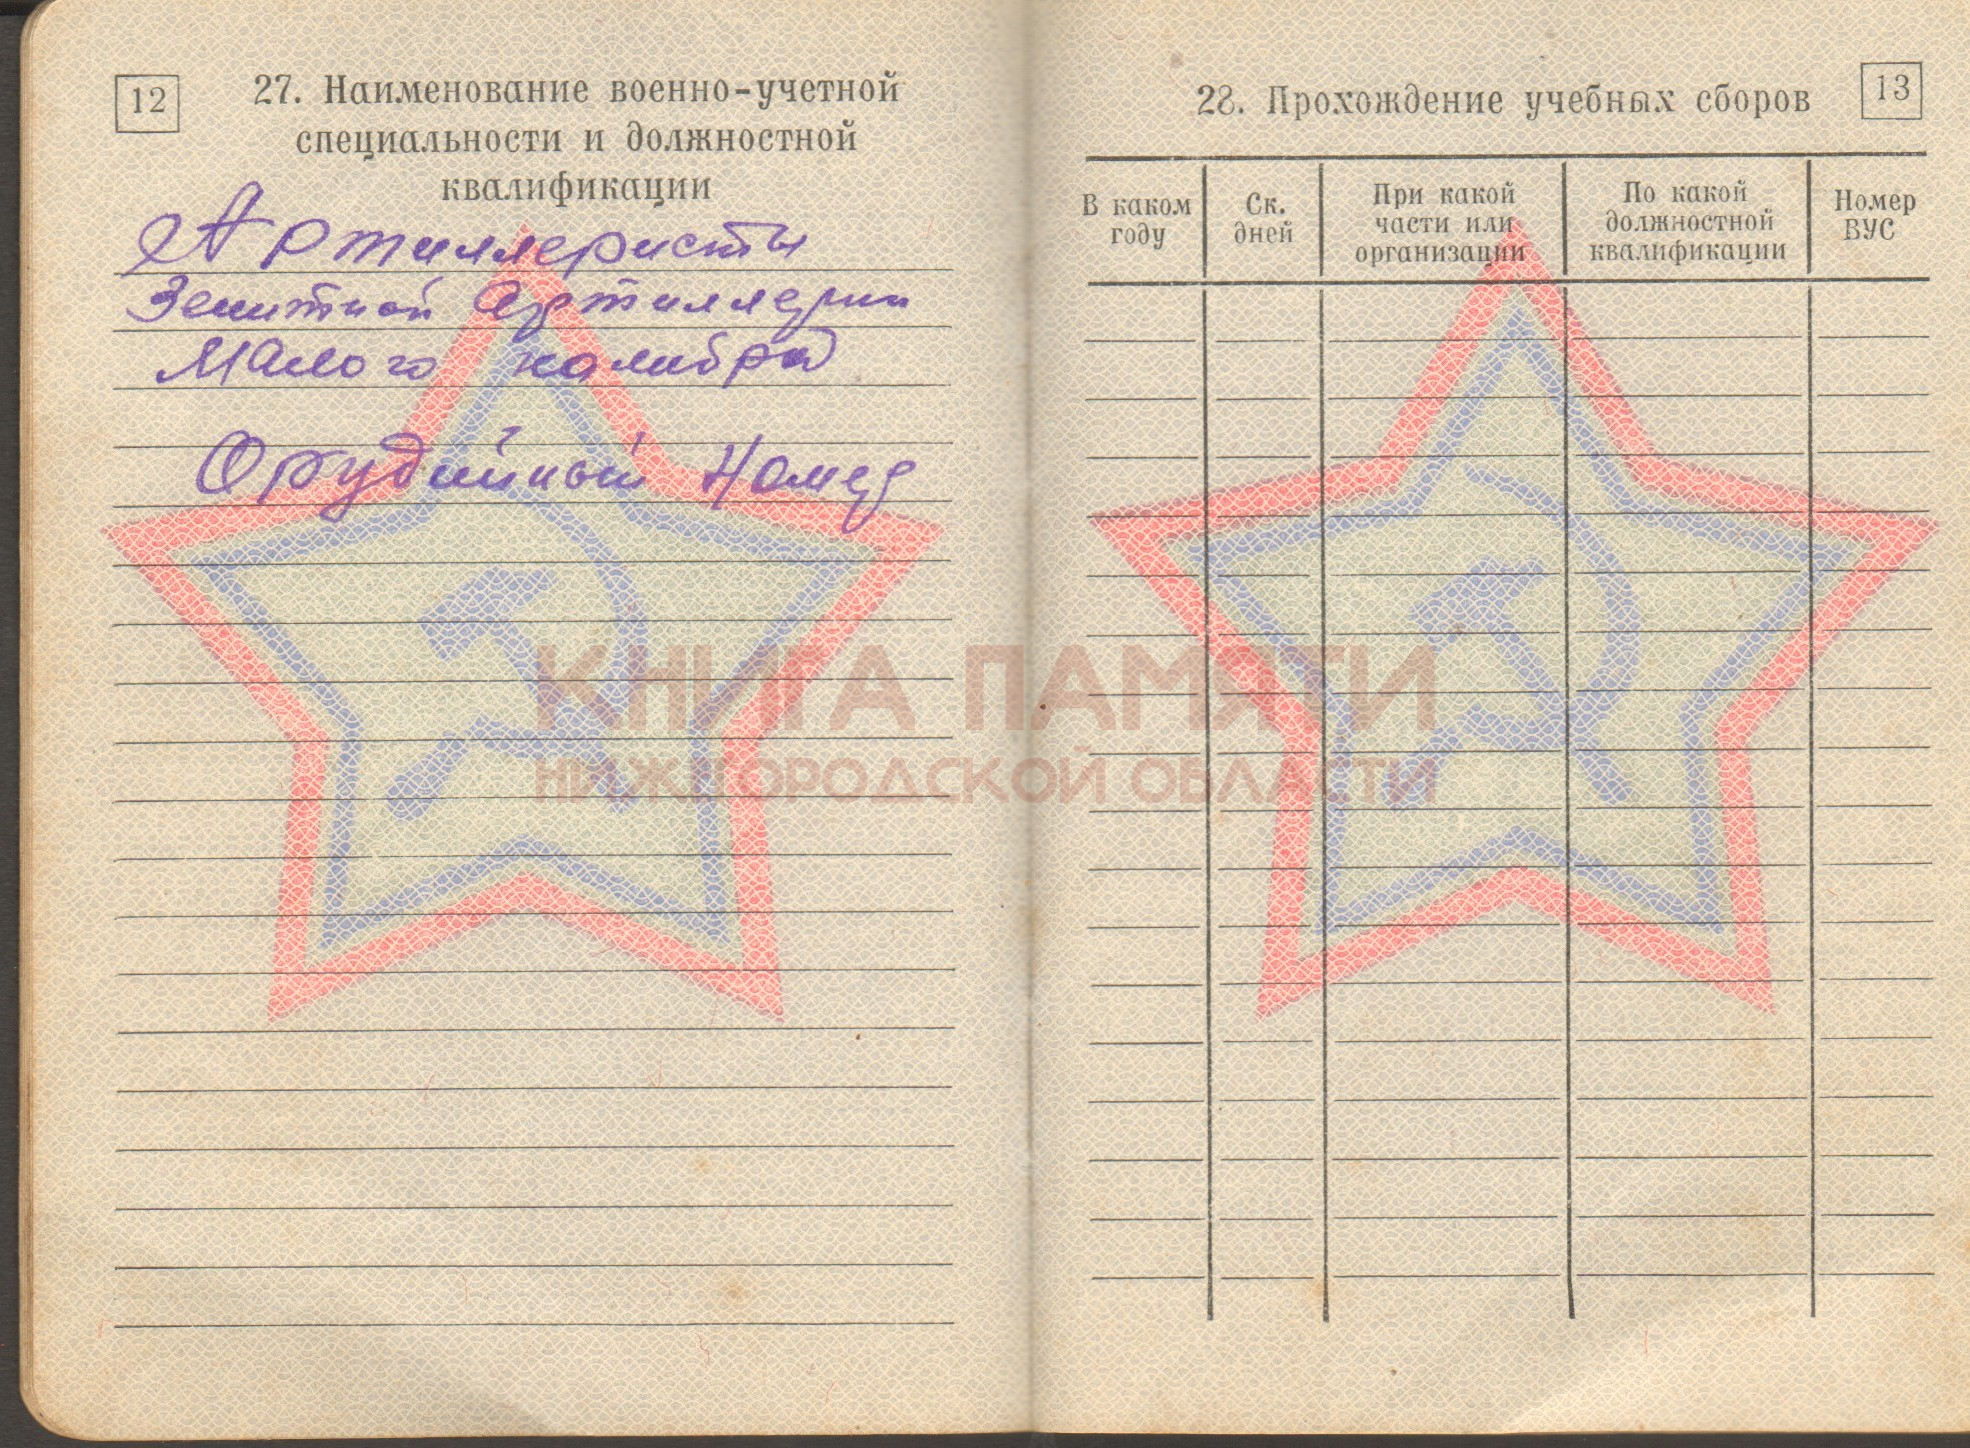 12
27. Наименование военно-учетной
специальности и должностной
квалификации
Артиллеристы
Зенитной Артиллерии
Малого калибра
Орудийный Номер
13
28. Прохождение учебных сборов
В каком
году
Ск.
дней
При какой
части или
организации
По какой
должностной
квалификации
Номер
ВУС
КНИГА ПАМЯТИ
НИЖЕГОРОДСКОЙ ОБЛАСТИ